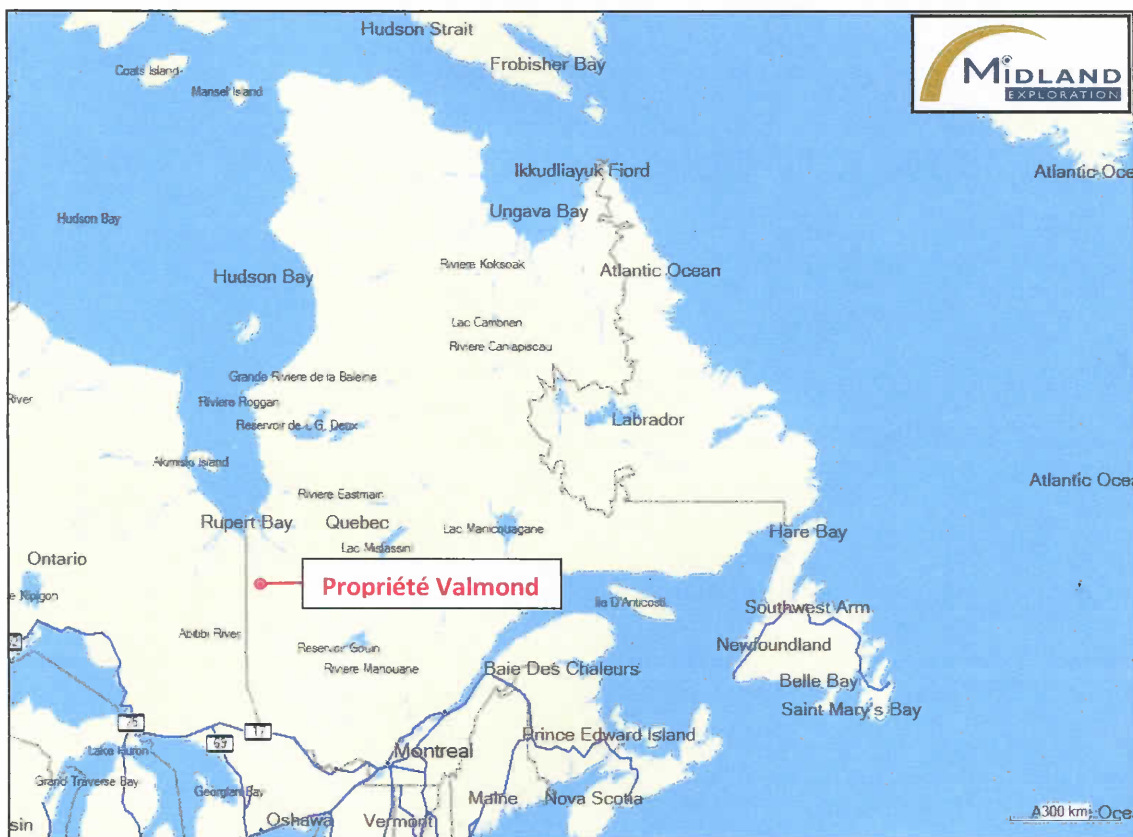 Hudson Strait
Frobisher Bay
MIDLAND
EXPLORATION
Coats Island
Mansel Island
Ikkudliayuk Fiord
Atlantic Oce
Ungava Bay
Hudson Bay
Riviere Koksoak
Hudson Bay
Atlantic Ocean
Lac Cambrien
Riviere Caniapiscau
Grande Riviere de la Baleine
River
Riviere Roggan
Reservoir de L G. Deux
Labrador
Akimiski Island
Atlantic Oce
Riviere Eastmain
Rupert Bay
Quebec
Lac Manicouagane
Hare Bay
Lac Mistassini
Ontario
Propriété Valmond
e Nipigon
Ile D'Anticosti
Southwest Arm
Abitibi River
Reservoir Gouin
Newfoundland
Riviere Manouane
Baie Des Chaleurs
Belle Bay
Saint Mary's Bay
75
17
69
Prince Edward Island
Lake Huron
Montreal
Grand Traverse Bay
Georgian Bay
Maine
Nova Scotia
300 km
Oshawa
Vermont
sin